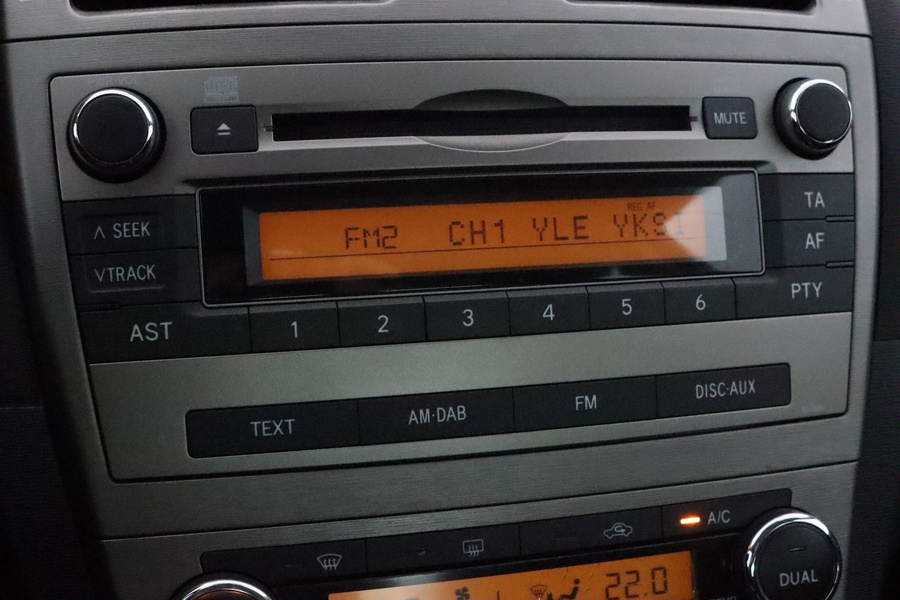 MUTE
REG AF
FM2 CH1 YLE YKSI
∧ SEEK
∨TRACK
TA
AF
PTY
AST
1 2 3 4 5 6
TEXT AM·DAB FM DISC·AUX
A/C
22.0
DUAL